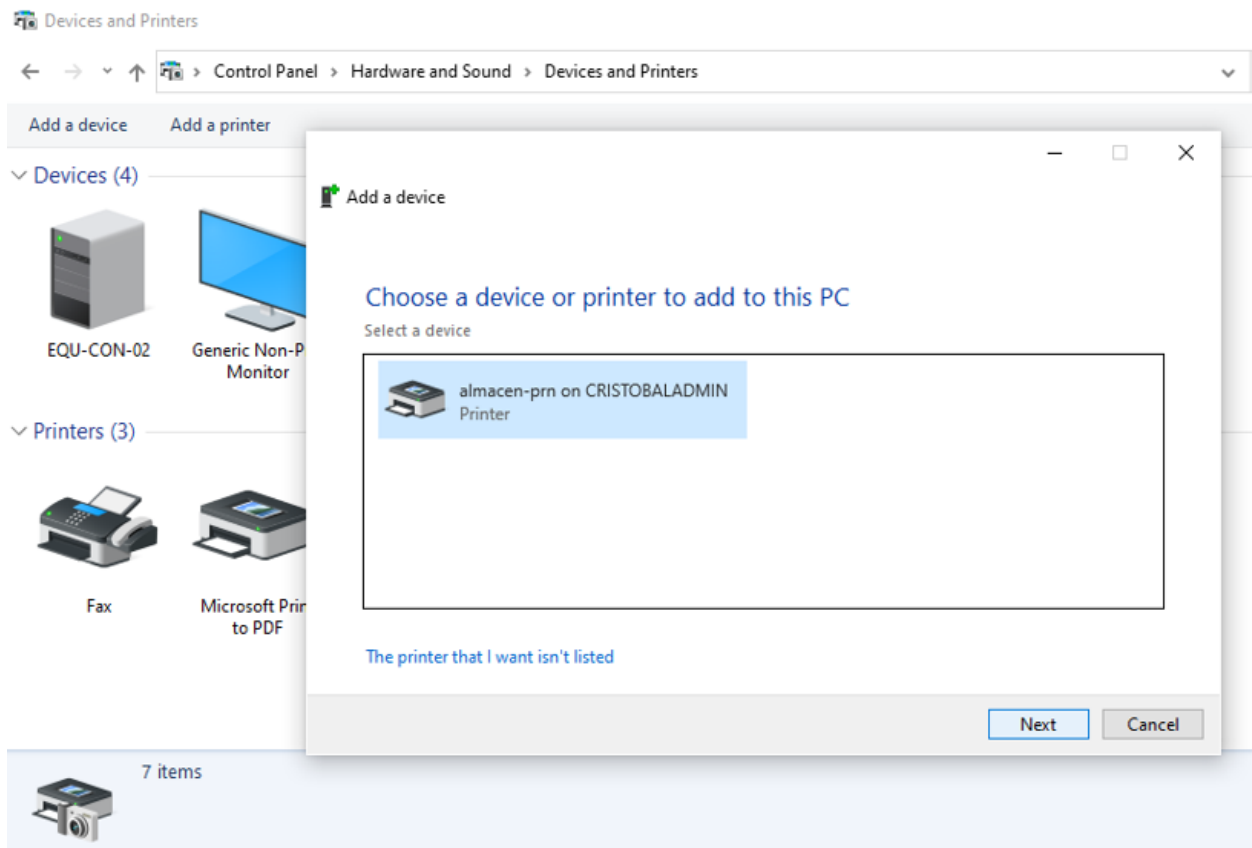 Devices and Printers
Control Panel > Hardware and Sound > Devices and Printers
Add a device Add a printer
Devices (4)
EQU-CON-02
Generic Non-P
Monitor
Printers (3)
Fax
Microsoft Prin
to PDF
7 items
Add a device
Choose a device or printer to add to this PC
Select a device
almacen-prn on CRISTOBALADMIN
Printer
The printer that I want isn't listed
Next Cancel